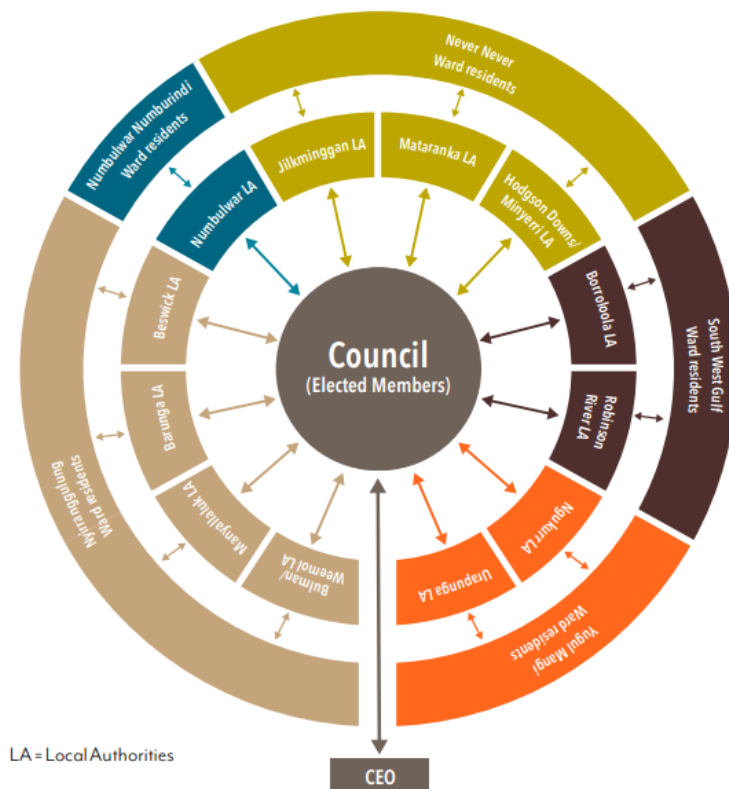 Never Never
Ward residents
Numbulwar Numburindi
Ward residents
Jilkminggan LA
Mataranka LA
Hodgson Downs/
Minyerri LA
Numbulwar LA
Beswick LA
Borroloola LA
South West Gulf
Ward residents
Council
(Elected Members)
Barunga LA
Robinson
River LA
Nyirranggulung
Ward residents
Manyallaluk LA
Ngukurr LA
Bulman/
Weemol LA
Urapunga LA
Yugul Mangi
Ward residents
LA = Local Authorities
CEO